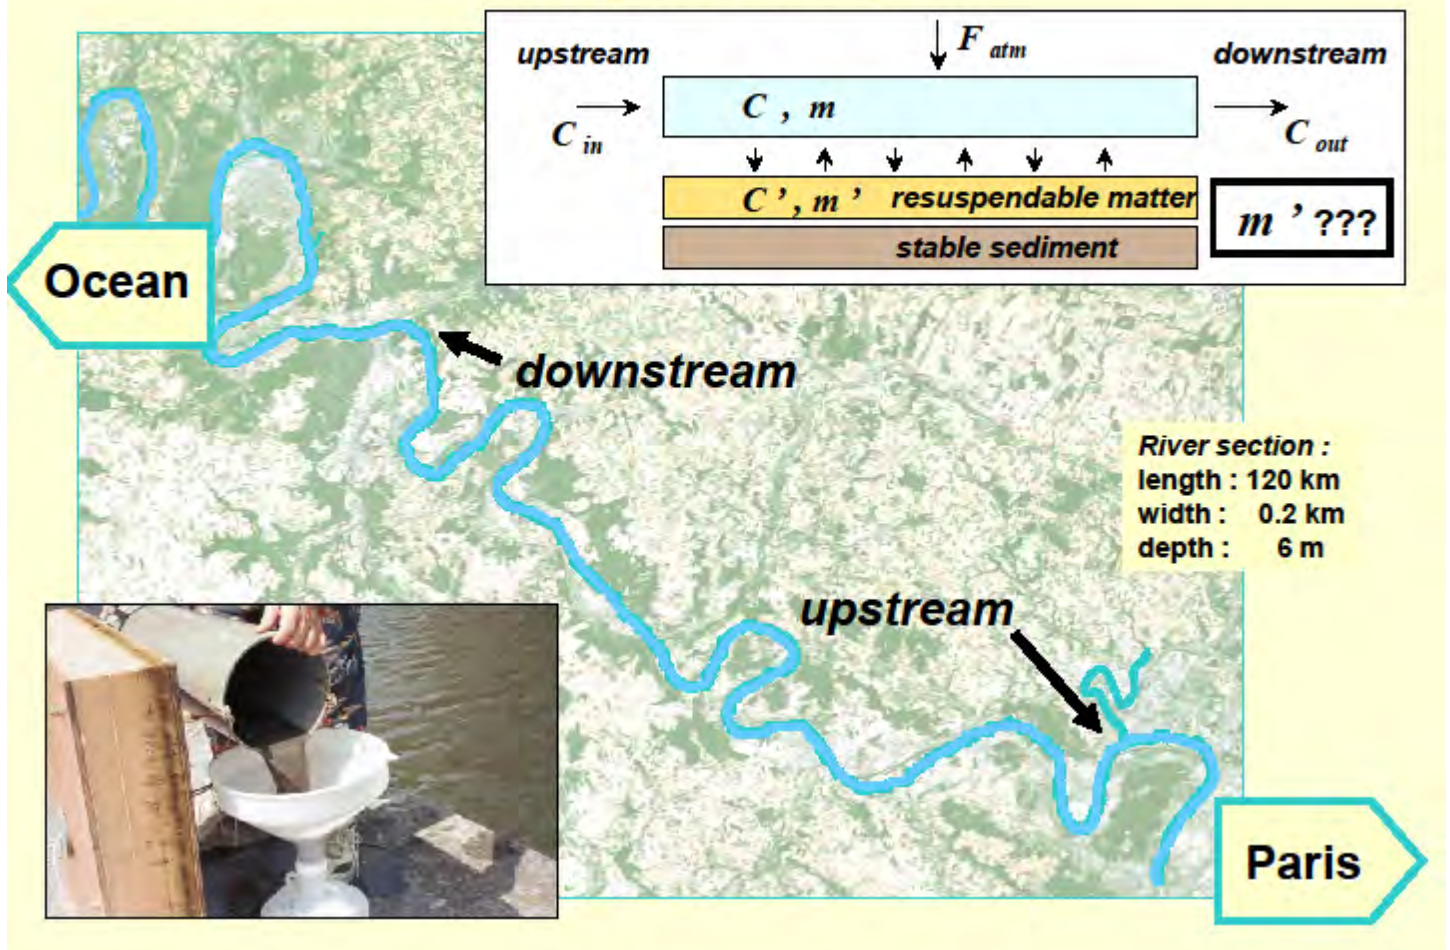 upstream
F atm
downstream
C in
C , m
C out
C ' , m ' resuspendable matter
m ' ???
stable sediment
Ocean
downstream
River section :
length : 120 km
width : 0.2 km
depth : 6 m
upstream
Paris